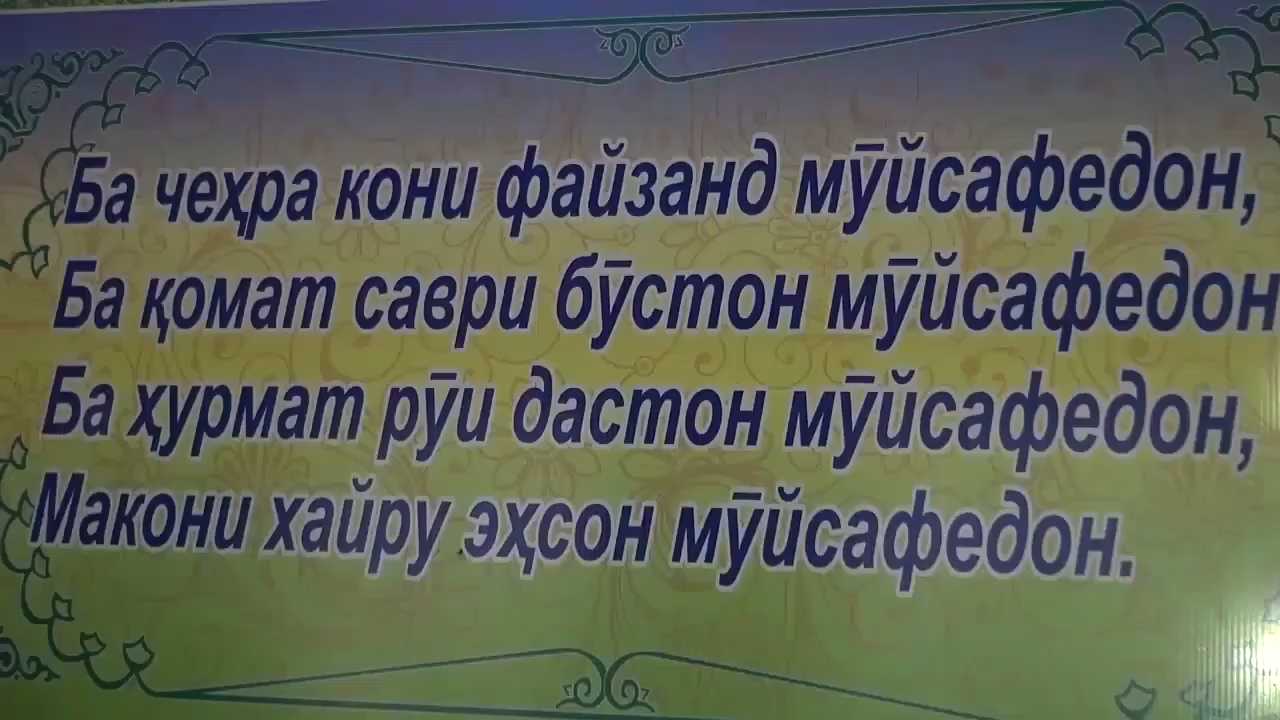 Ба чеҳра кони файзанд мӯйсафедон,
Ба қомат саври бӯстон мӯйсафедон
Ба ҳурмат рӯи дастон мӯйсафедон,
Макони хайру эҳсон мӯйсафедон.